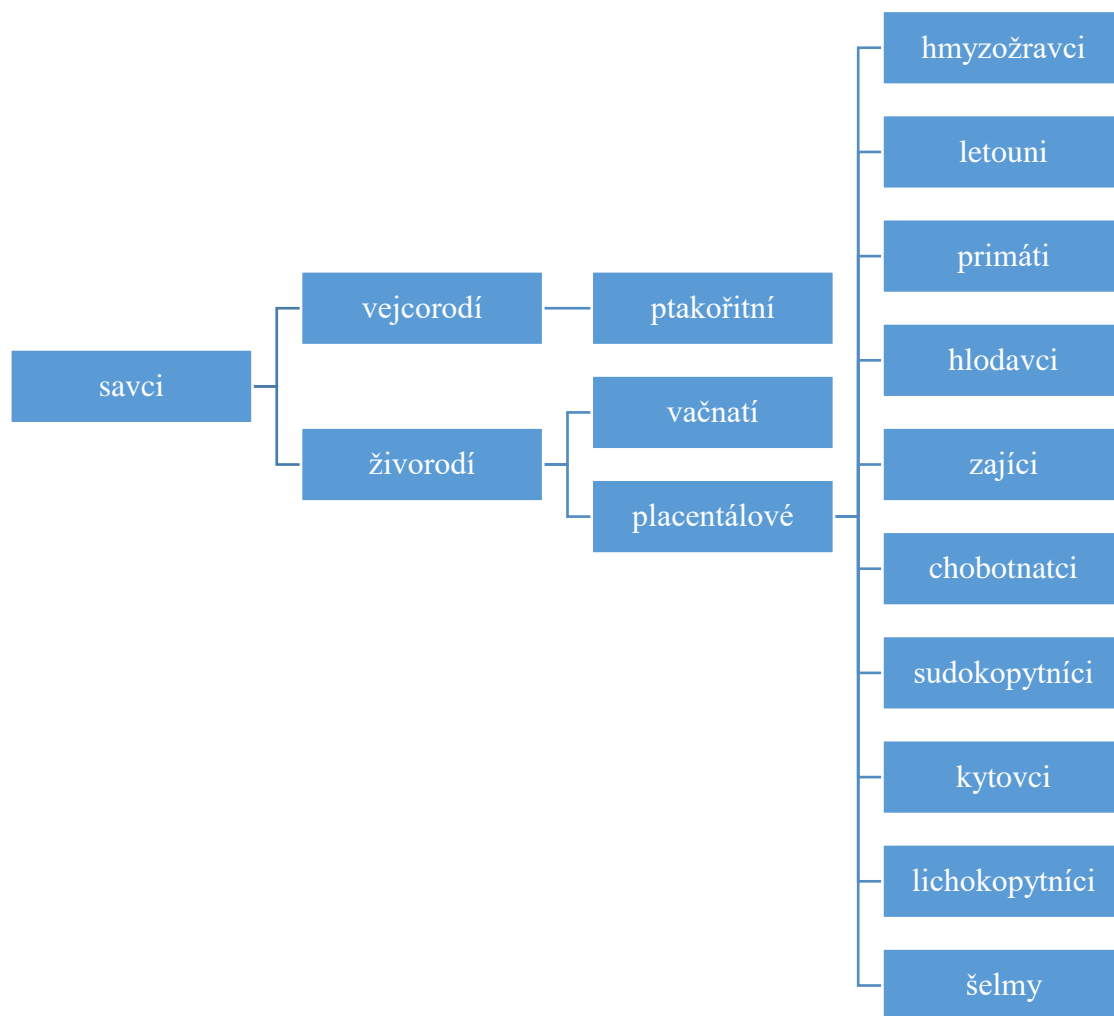 savci
vejcorodí
ptakořitní
živorodí
vačnatí
placentálové
hmyzožravci
letouni
primáti
hlodavci
zajíci
chobotnatci
sudokopytníci
kytovci
lichokopytníci
šelmy